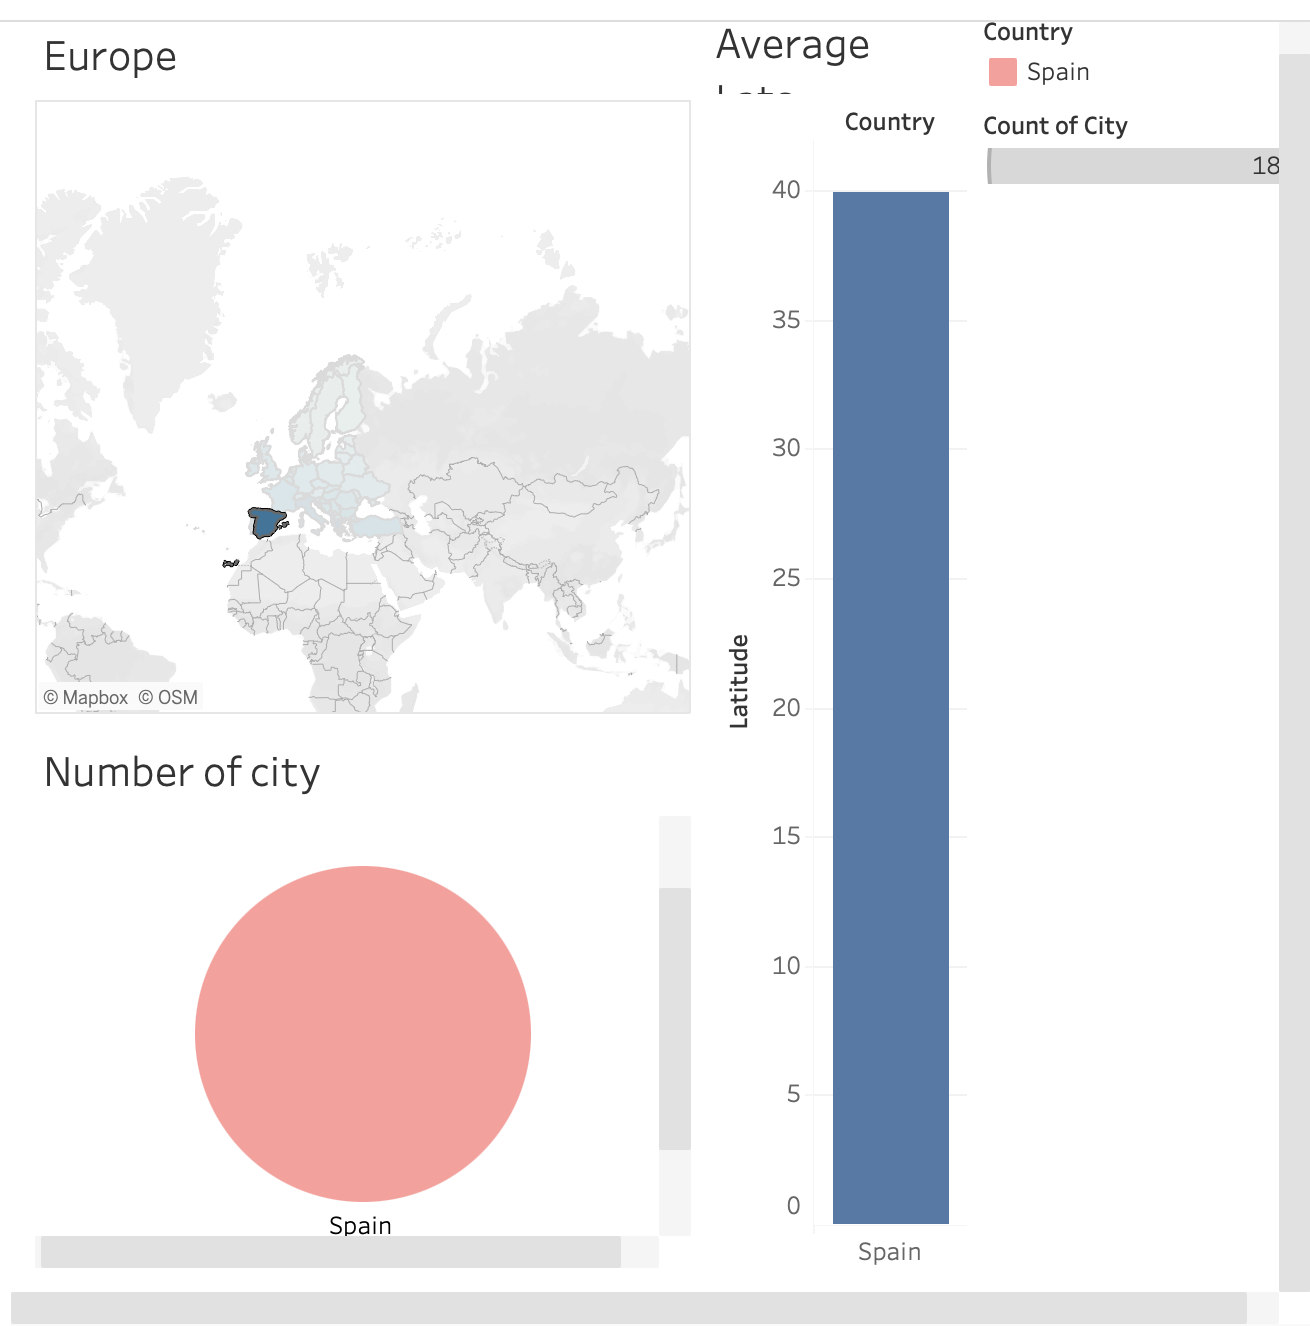 Europe
© Mapbox © OSM
Number of city
Spain
Average
Country
40
35
30
25
20
15
10
5
0
Latitude
Spain
Country
Spain
Count of City
18